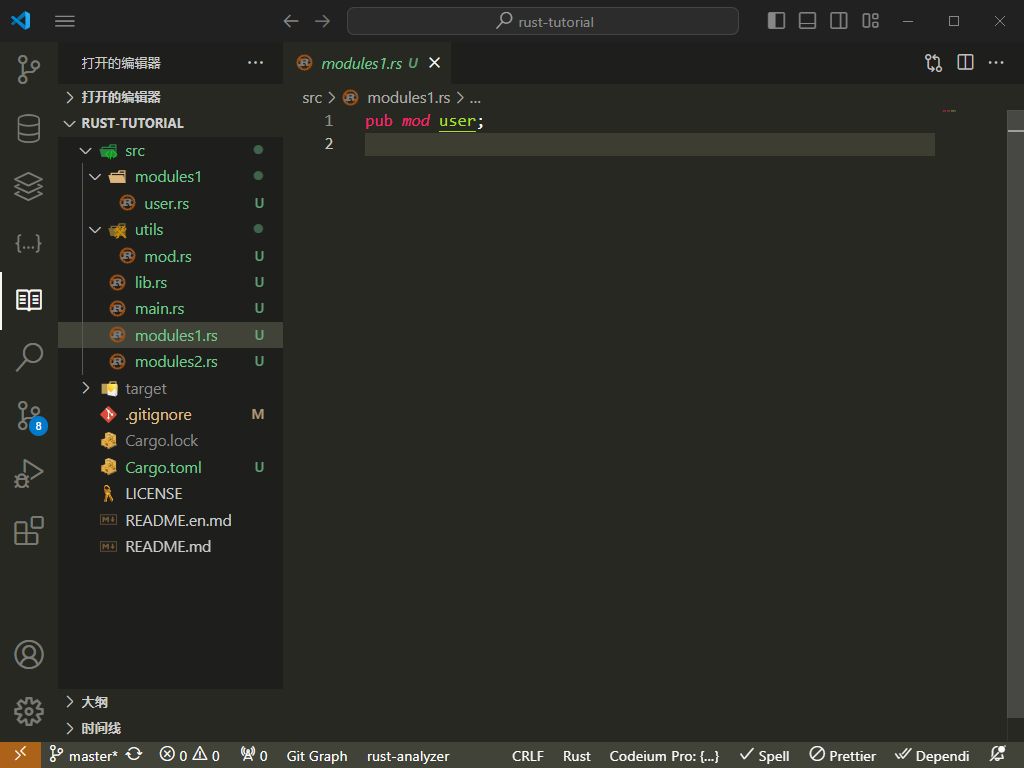 rust-tutorial
打开的编辑器
modules1.rs U
打开的编辑器
RUST-TUTORIAL
src
modules1
user.rs U
utils
mod.rs U
lib.rs U
main.rs U
modules1.rs U
modules2.rs U
target
.gitignore M
Cargo.lock
Cargo.toml U
LICENSE
README.en.md
README.md
大纲
时间线
src > modules1.rs > ...
1 pub mod user;
2
8
master* 0 0 0 Git Graph rust-analyzer CRLF Rust Codeium Pro: {...} Spell Prettier Dependi